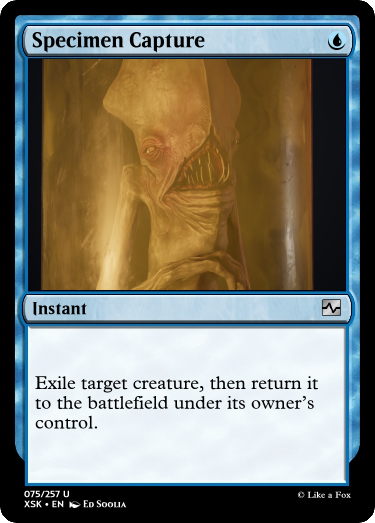 Specimen Capture
Instant
Exile target creature, then return it
to the battlefield under its owner's
control.
075/257 U
XSK • EN Ed Soolia
© Like a Fox